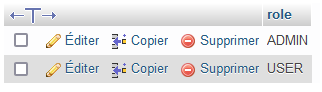 role
Éditer Copier Supprimer ADMIN
Éditer Copier Supprimer USER